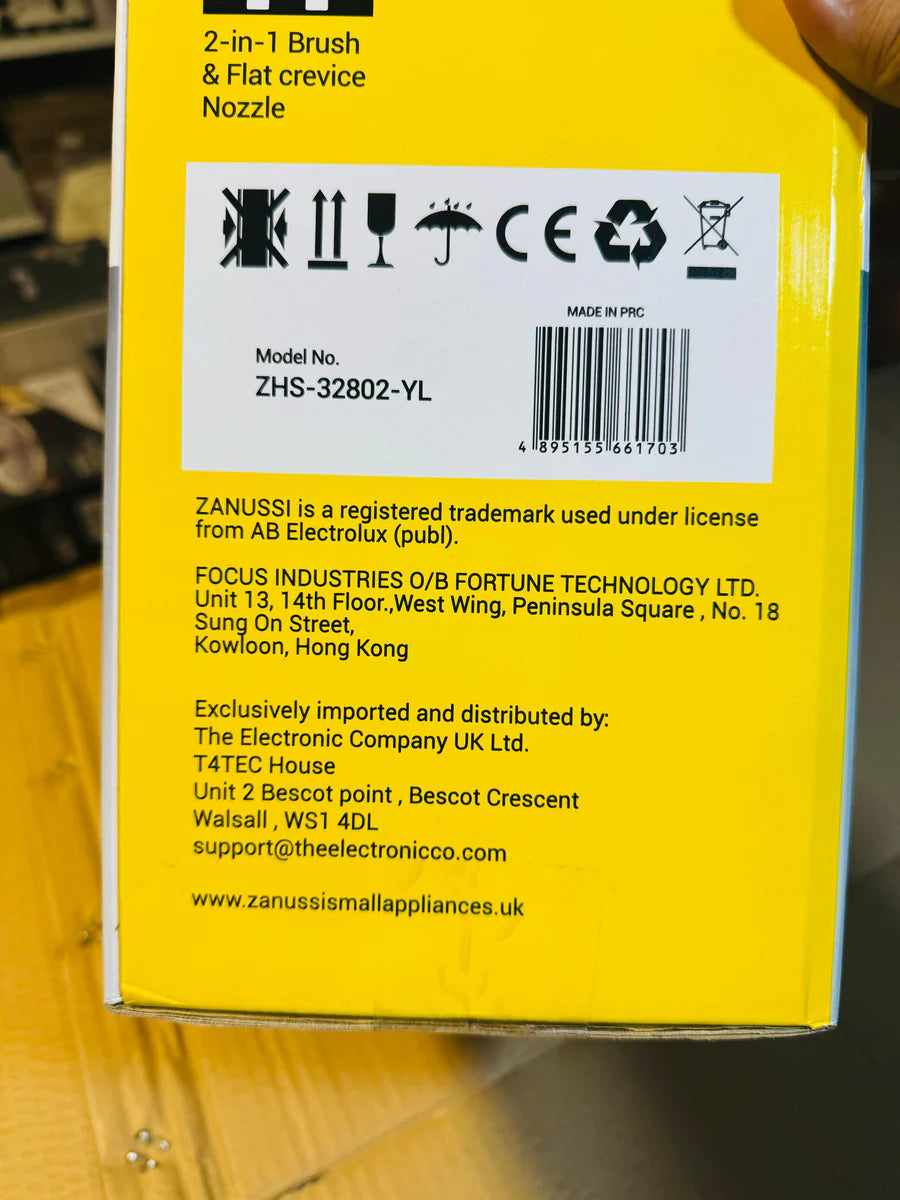 2-in-1 Brush
& Flat crevice
Nozzle
CE
MADE IN PRC
Model No.
ZHS-32802-YL
4 895155 661703
ZANUSSI is a registered trademark used under license
from AB Electrolux (publ).
FOCUS INDUSTRIES O/B FORTUNE TECHNOLOGY LTD.
Unit 13, 14th Floor.,West Wing, Peninsula Square , No. 18
Sung On Street,
Kowloon, Hong Kong
Exclusively imported and distributed by:
The Electronic Company UK Ltd.
T4TEC House
Unit 2 Bescot point , Bescot Crescent
Walsall , WS1 4DL
support@theelectronicco.com
www.zanussismallappliances.uk